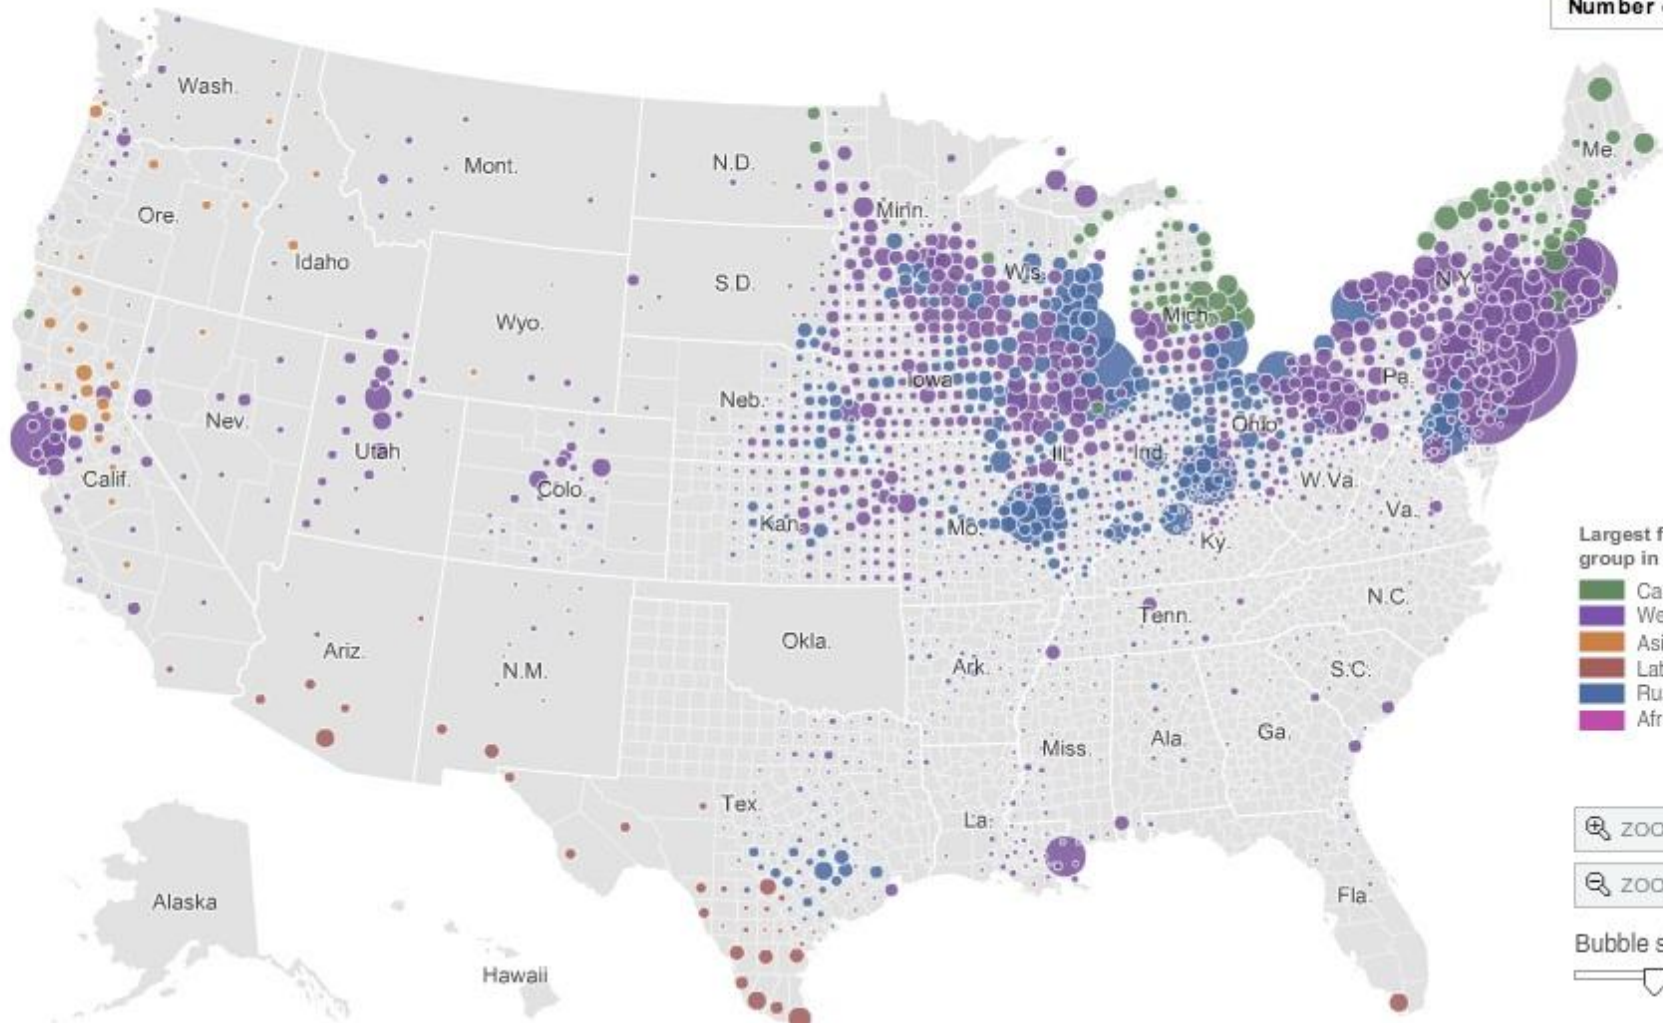 Number
Wash.
Mont.
N.D.
Minn.
Me.
Ore.
Idaho
S.D.
Wis.
Mich.
N.Y.
Wyo.
Nev.
Utah
Neb.
Iowa
Pa.
Calif.
Colo.
Kan.
Mo.
Ill.
Ind.
Ohio
W.Va.
Va.
Ky.
Ariz.
N.M.
Okla.
Ark.
Tenn.
N.C.
S.C.
Tex.
La.
Miss.
Ala.
Ga.
Fla.
Alaska
Hawaii
Largest f
group in
Ca
We
Asi
Lat
Ru
Afr
ZOO
ZOO
Bubble s